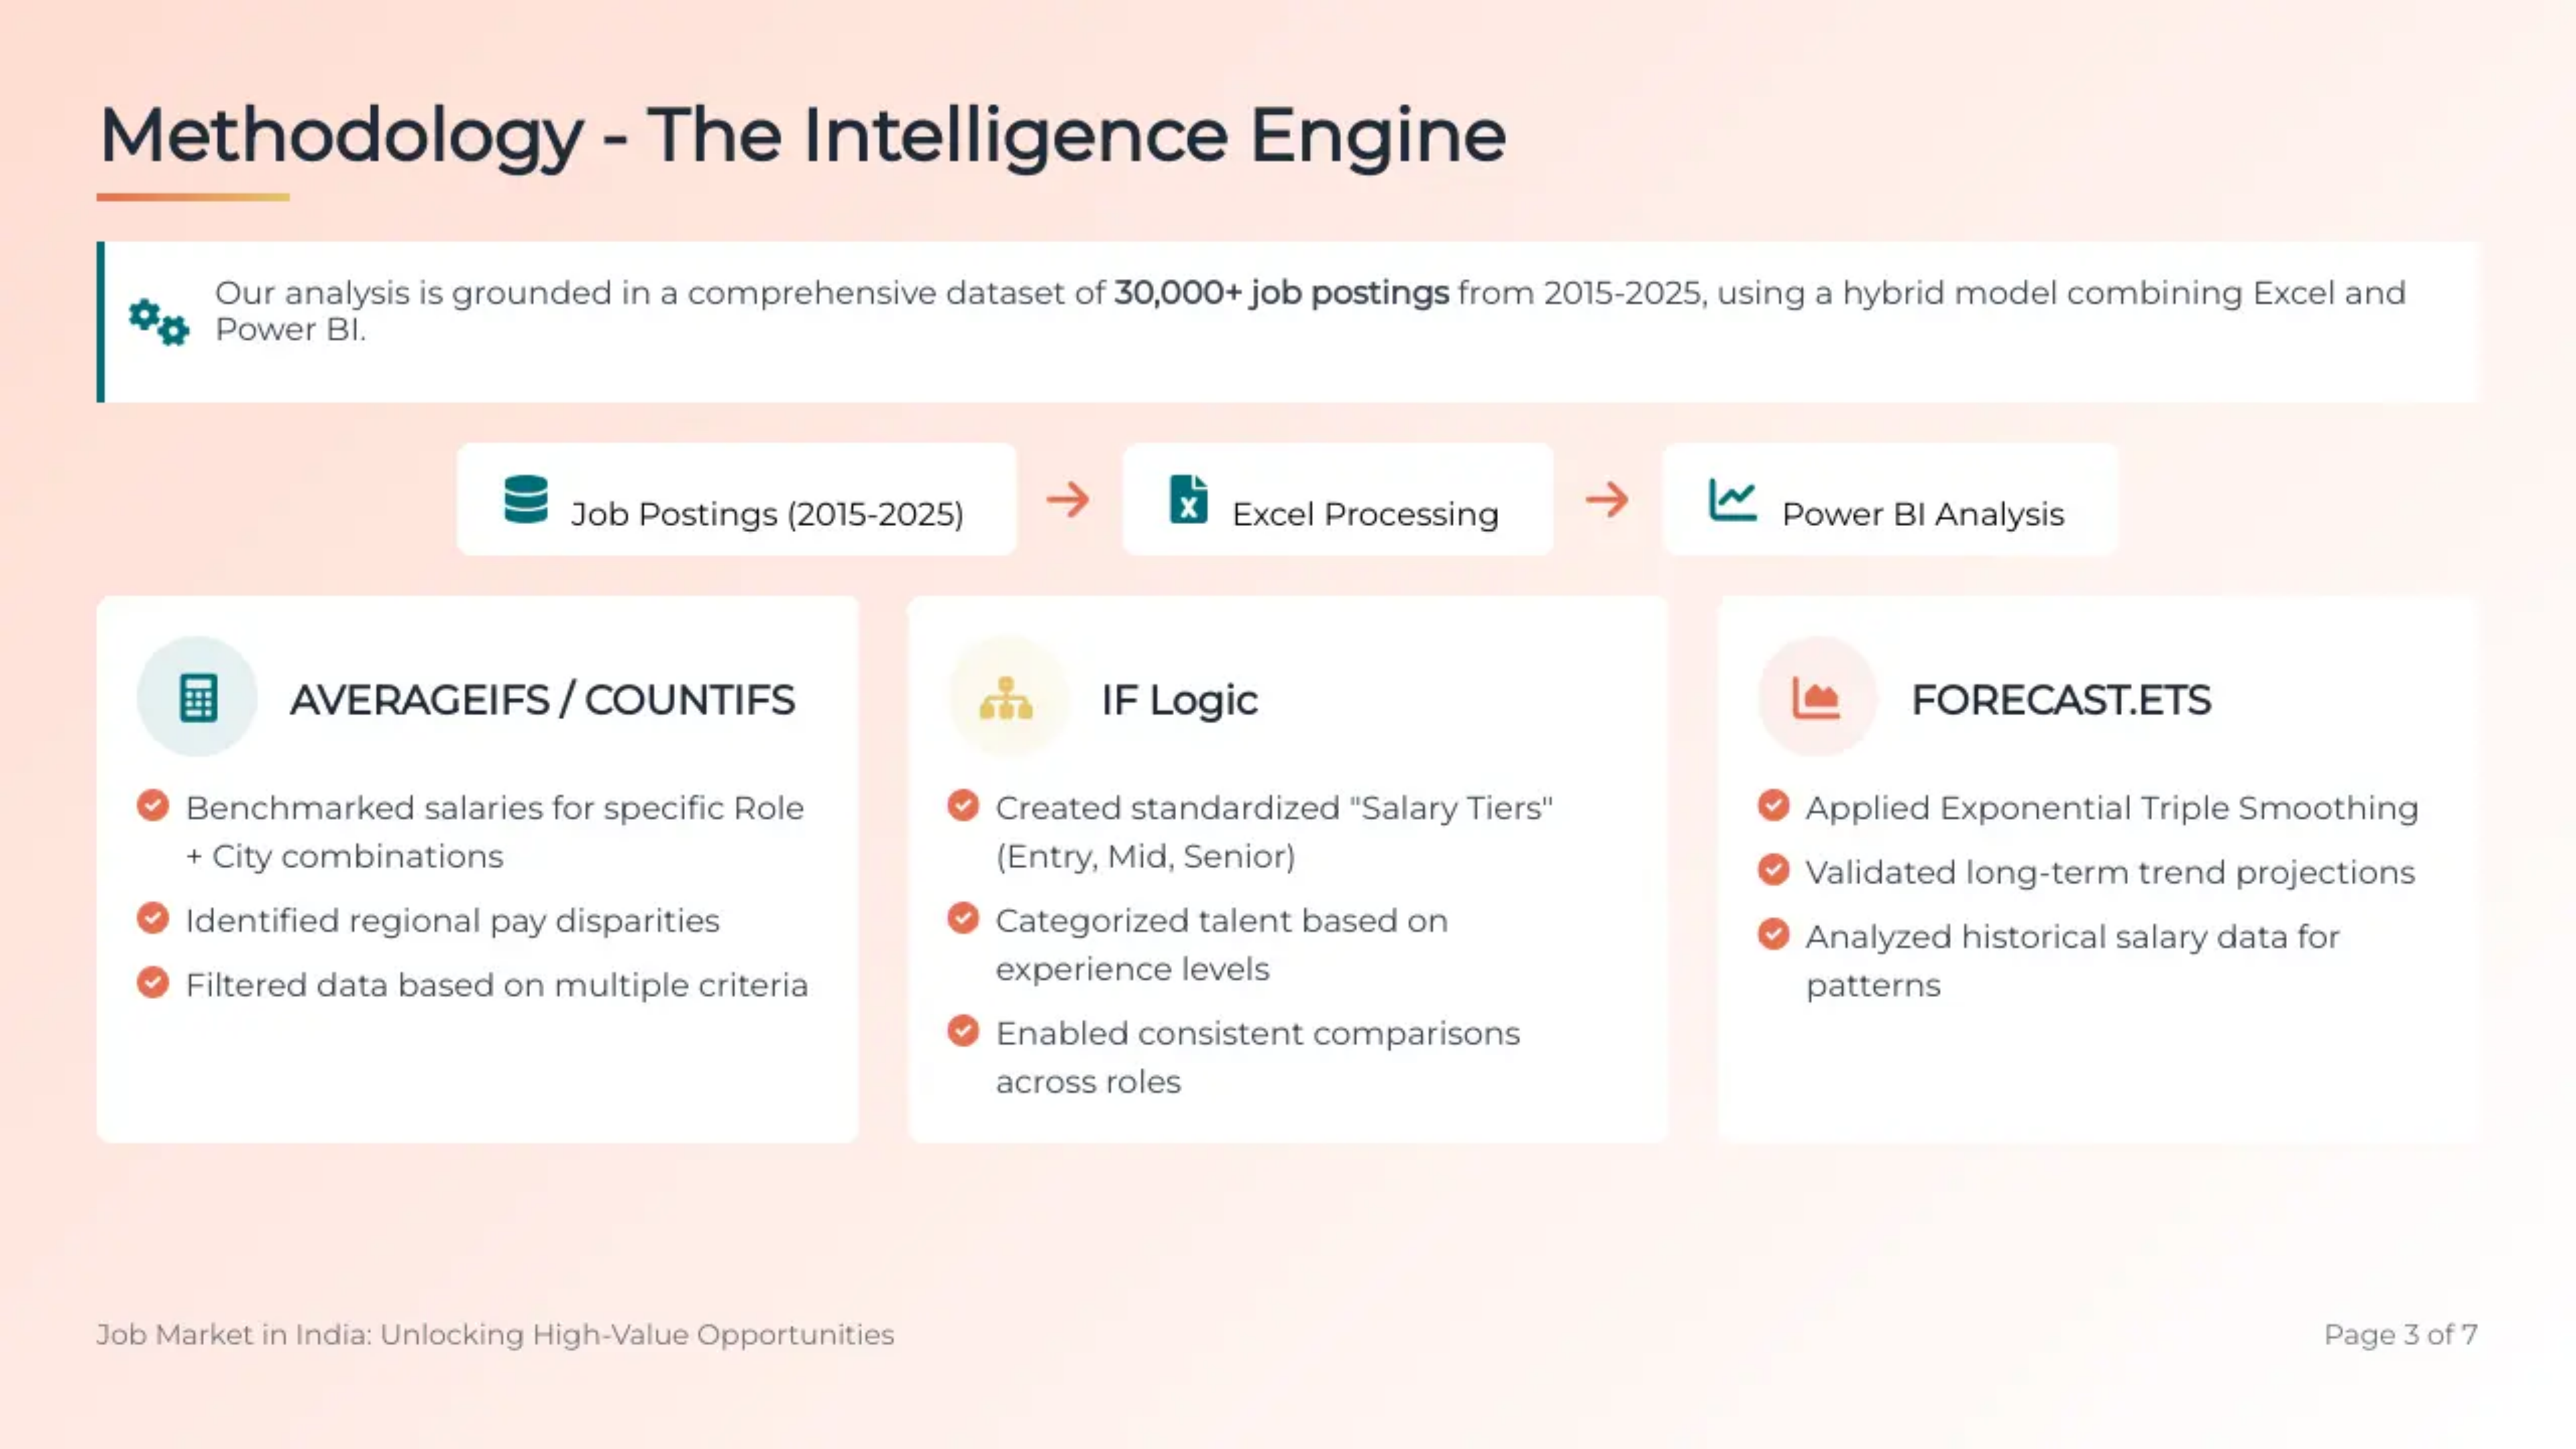 Methodology - The Intelligence Engine
Our analysis is grounded in a comprehensive dataset of 30,000+ job postings from 2015-2025, using a hybrid model combining Excel and
Power BI.
Job Postings (2015-2025)
Excel Processing
Power BI Analysis
AVERAGEIFS / COUNTIFS
Benchmarked salaries for specific Role
+ City combinations
Identified regional pay disparities
Filtered data based on multiple criteria
IF Logic
Created standardized "Salary Tiers"
(Entry, Mid, Senior)
Categorized talent based on
experience levels
Enabled consistent comparisons
across roles
FORECAST.ETS
Applied Exponential Triple Smoothing
Validated long-term trend projections
Analyzed historical salary data for
patterns
Job Market in India: Unlocking High-Value Opportunities
Page 3 of 7